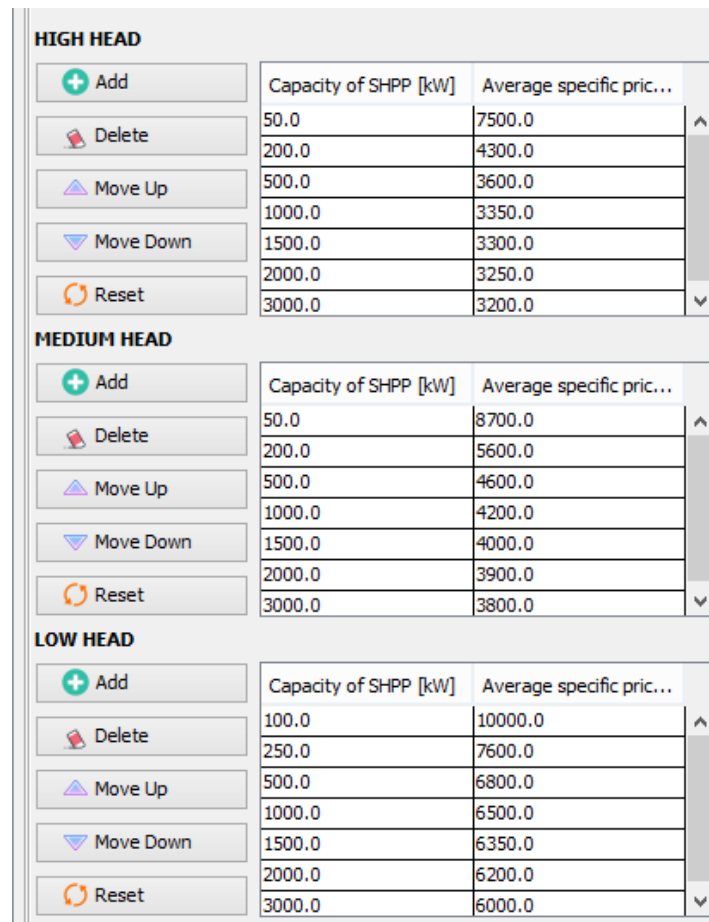 HIGH HEAD
Add
Delete
Move Up
Move Down
Reset
Capacity of SHPP [kW] Average specific pric...
50.0 7500.0
200.0 4300.0
500.0 3600.0
1000.0 3350.0
1500.0 3300.0
2000.0 3250.0
3000.0 3200.0
MEDIUM HEAD
Add
Delete
Move Up
Move Down
Reset
Capacity of SHPP [kW] Average specific pric...
50.0 8700.0
200.0 5600.0
500.0 4600.0
1000.0 4200.0
1500.0 4000.0
2000.0 3900.0
3000.0 3800.0
LOW HEAD
Add
Delete
Move Up
Move Down
Reset
Capacity of SHPP [kW] Average specific pric...
100.0 10000.0
250.0 7600.0
500.0 6800.0
1000.0 6500.0
1500.0 6350.0
2000.0 6200.0
3000.0 6000.0